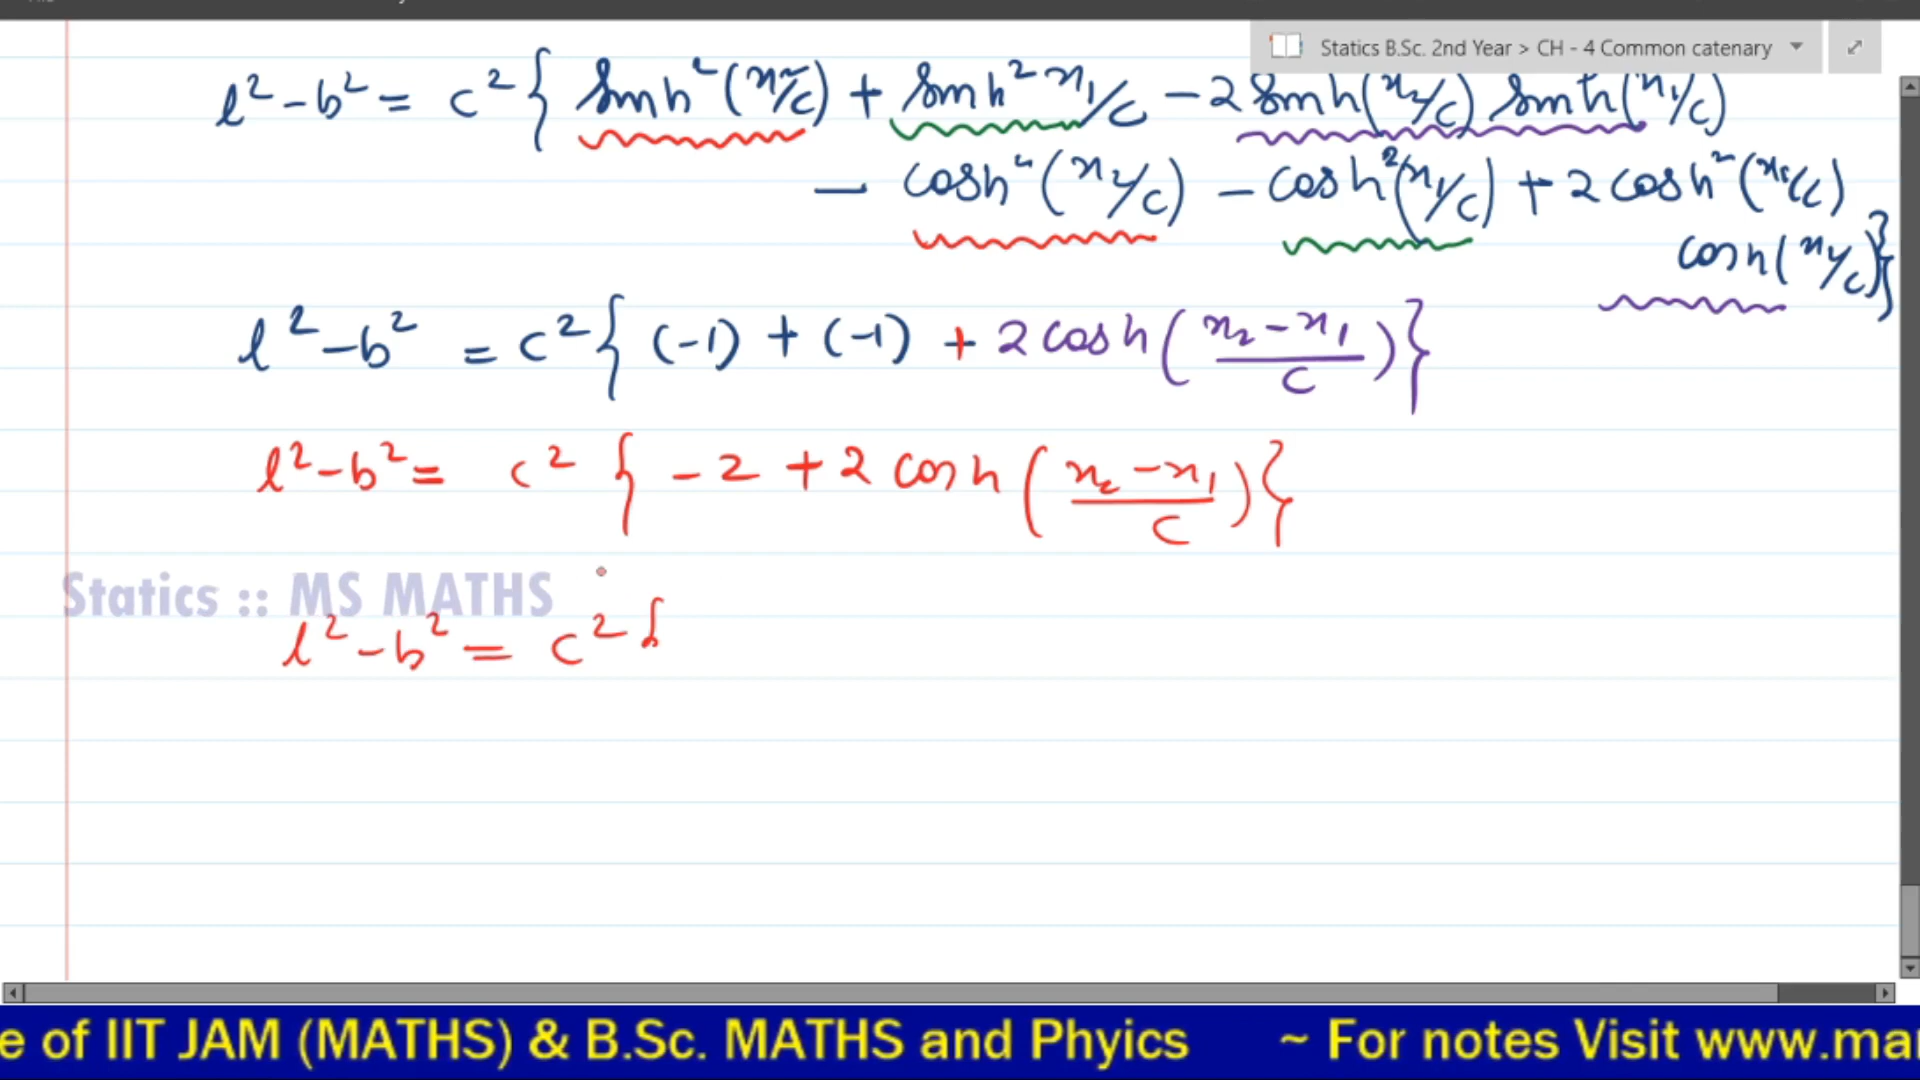 Statics B.Sc. 2nd Year > CH - 4 Common catenary
l² - b² = c² { sinh² (x₂/c) + sinh² x₁/c - 2 sinh (x₂/c) sinh (x₁/c)
- cosh² (x₂/c) - cosh² (x₁/c) + 2 cosh² (x₁/c)
cosh (x₂/c) }
l² - b² = c² { (-1) + (-1) + 2 cosh ( x₂ - x₁ / c ) }
l² - b² = c² { -2 + 2 cosh ( x₂ - x₁ / c ) }
Statics :: MS MATHS
l² - b² = c² {
e of IIT JAM (MATHS) & B.Sc. MATHS and Phyics ~ For notes Visit www.ma